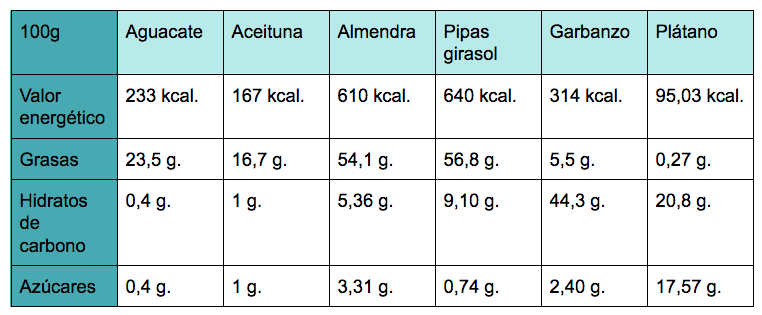 100g Aguacate Aceituna Almendra Pipas girasol Garbanzo Plátano
Valor energético 233 kcal. 167 kcal. 610 kcal. 640 kcal. 314 kcal. 95,03 kcal.
Grasas 23,5 g. 16,7 g. 54,1 g. 56,8 g. 5,5 g. 0,27 g.
Hidratos de carbono 0,4 g. 1 g. 5,36 g. 9,10 g. 44,3 g. 20,8 g.
Azúcares 0,4 g. 1 g. 3,31 g. 0,74 g. 2,40 g. 17,57 g.